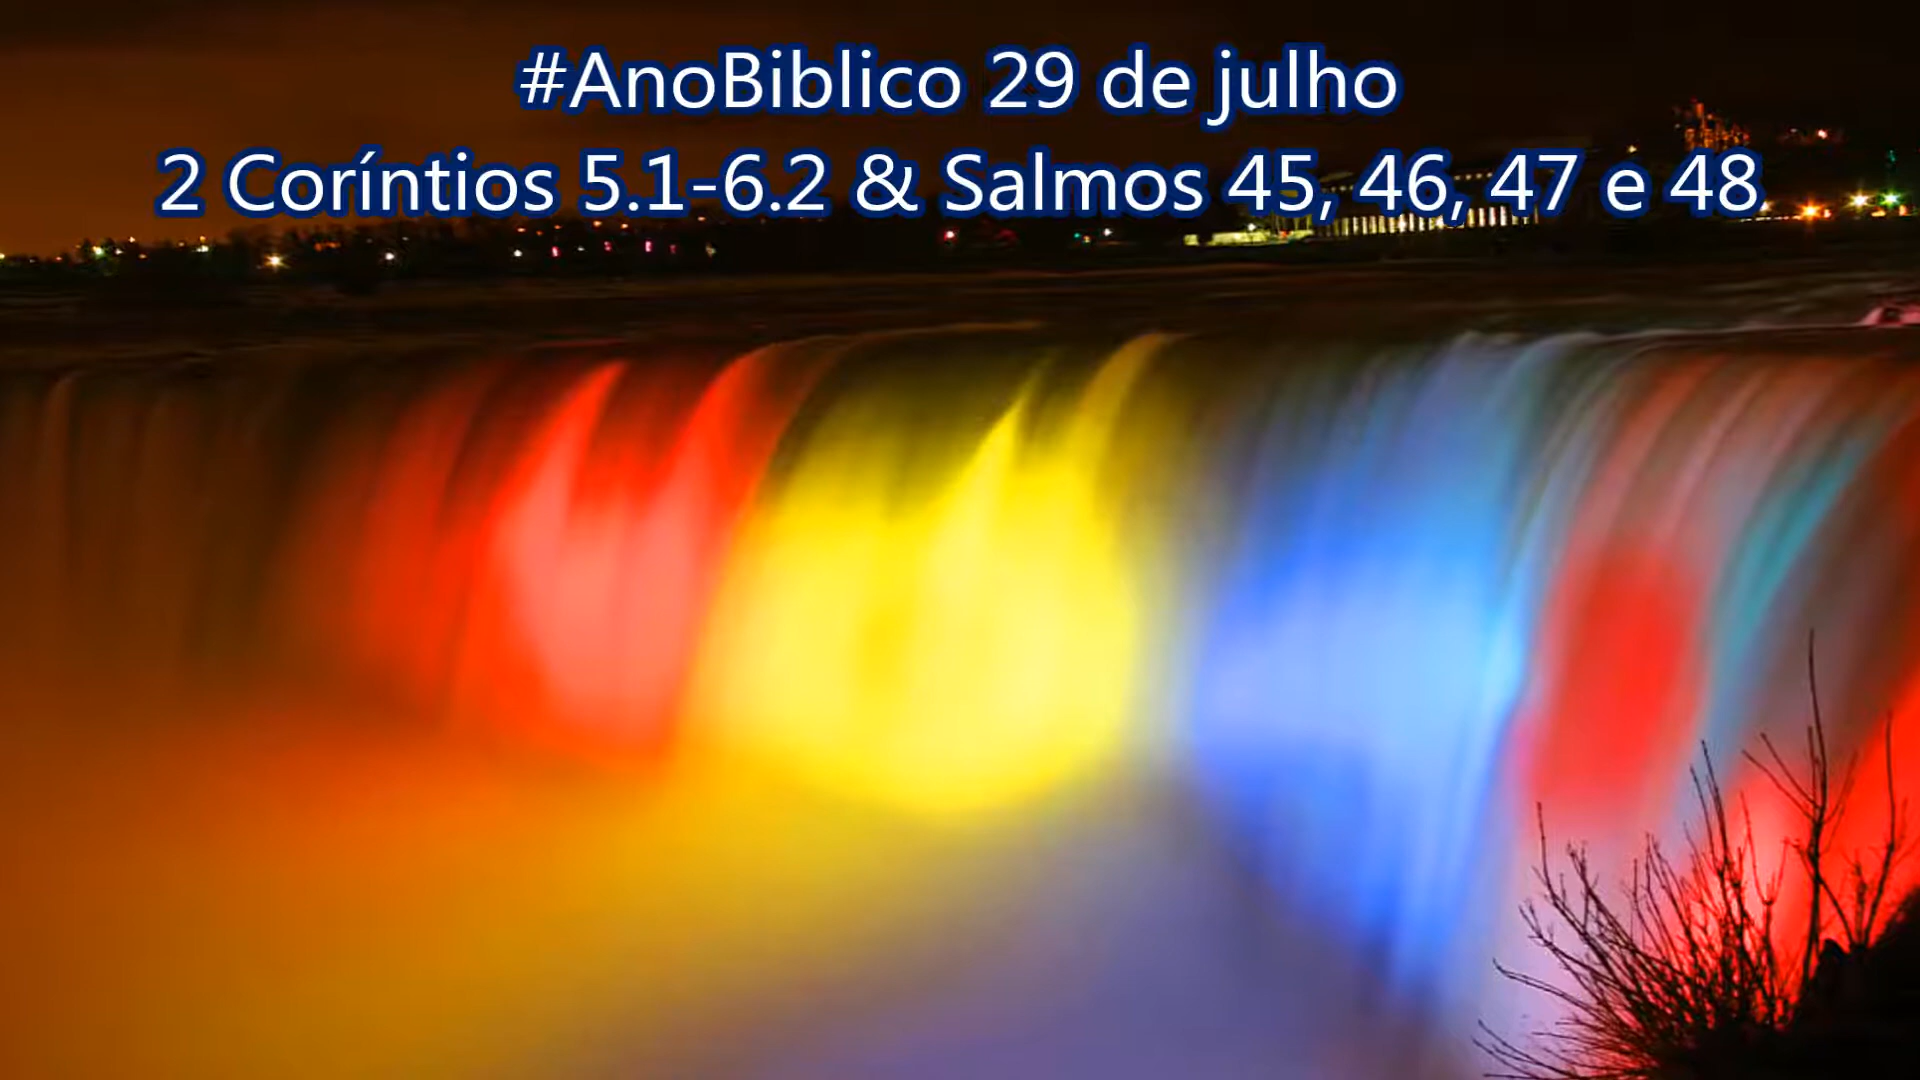 #AnoBiblico 29 de julho
2 Coríntios 5.1-6.2 & Salmos 45, 46, 47 e 48